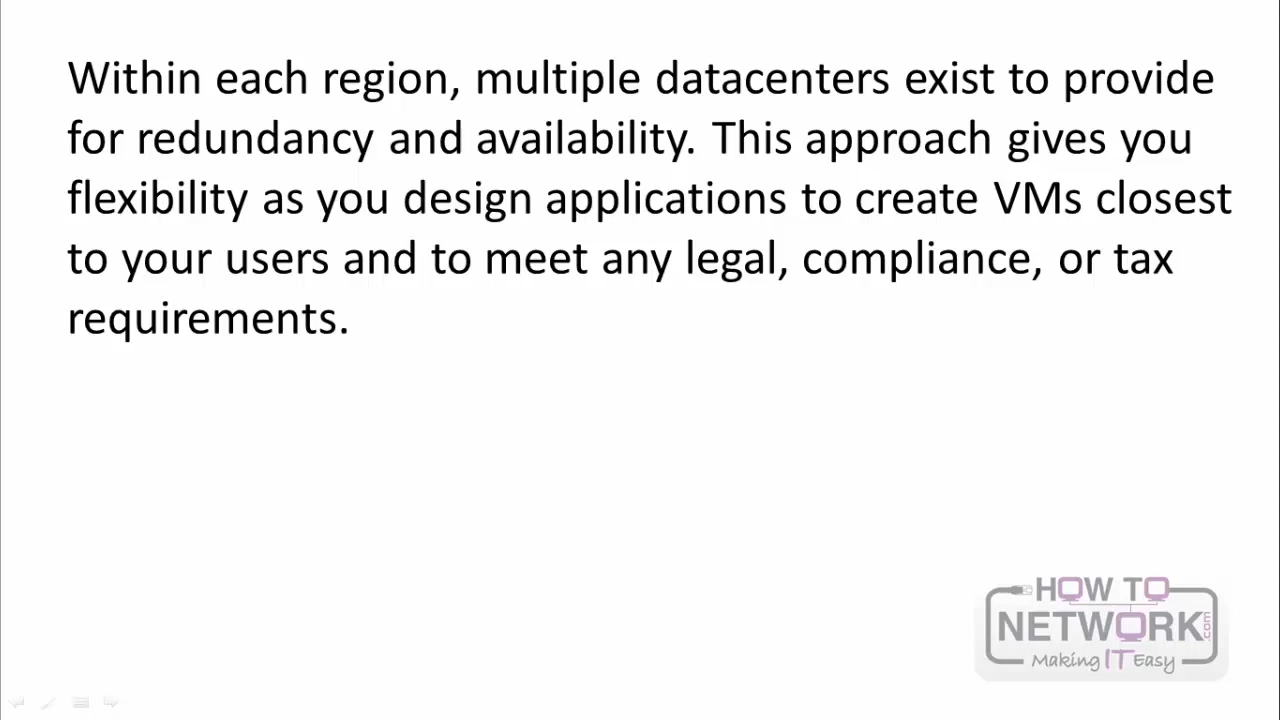 Within each region, multiple datacenters exist to provide
for redundancy and availability. This approach gives you
flexibility as you design applications to create VMs closest
to your users and to meet any legal, compliance, or tax
requirements.
HOW TO
NETWORK.com
Making IT Easy